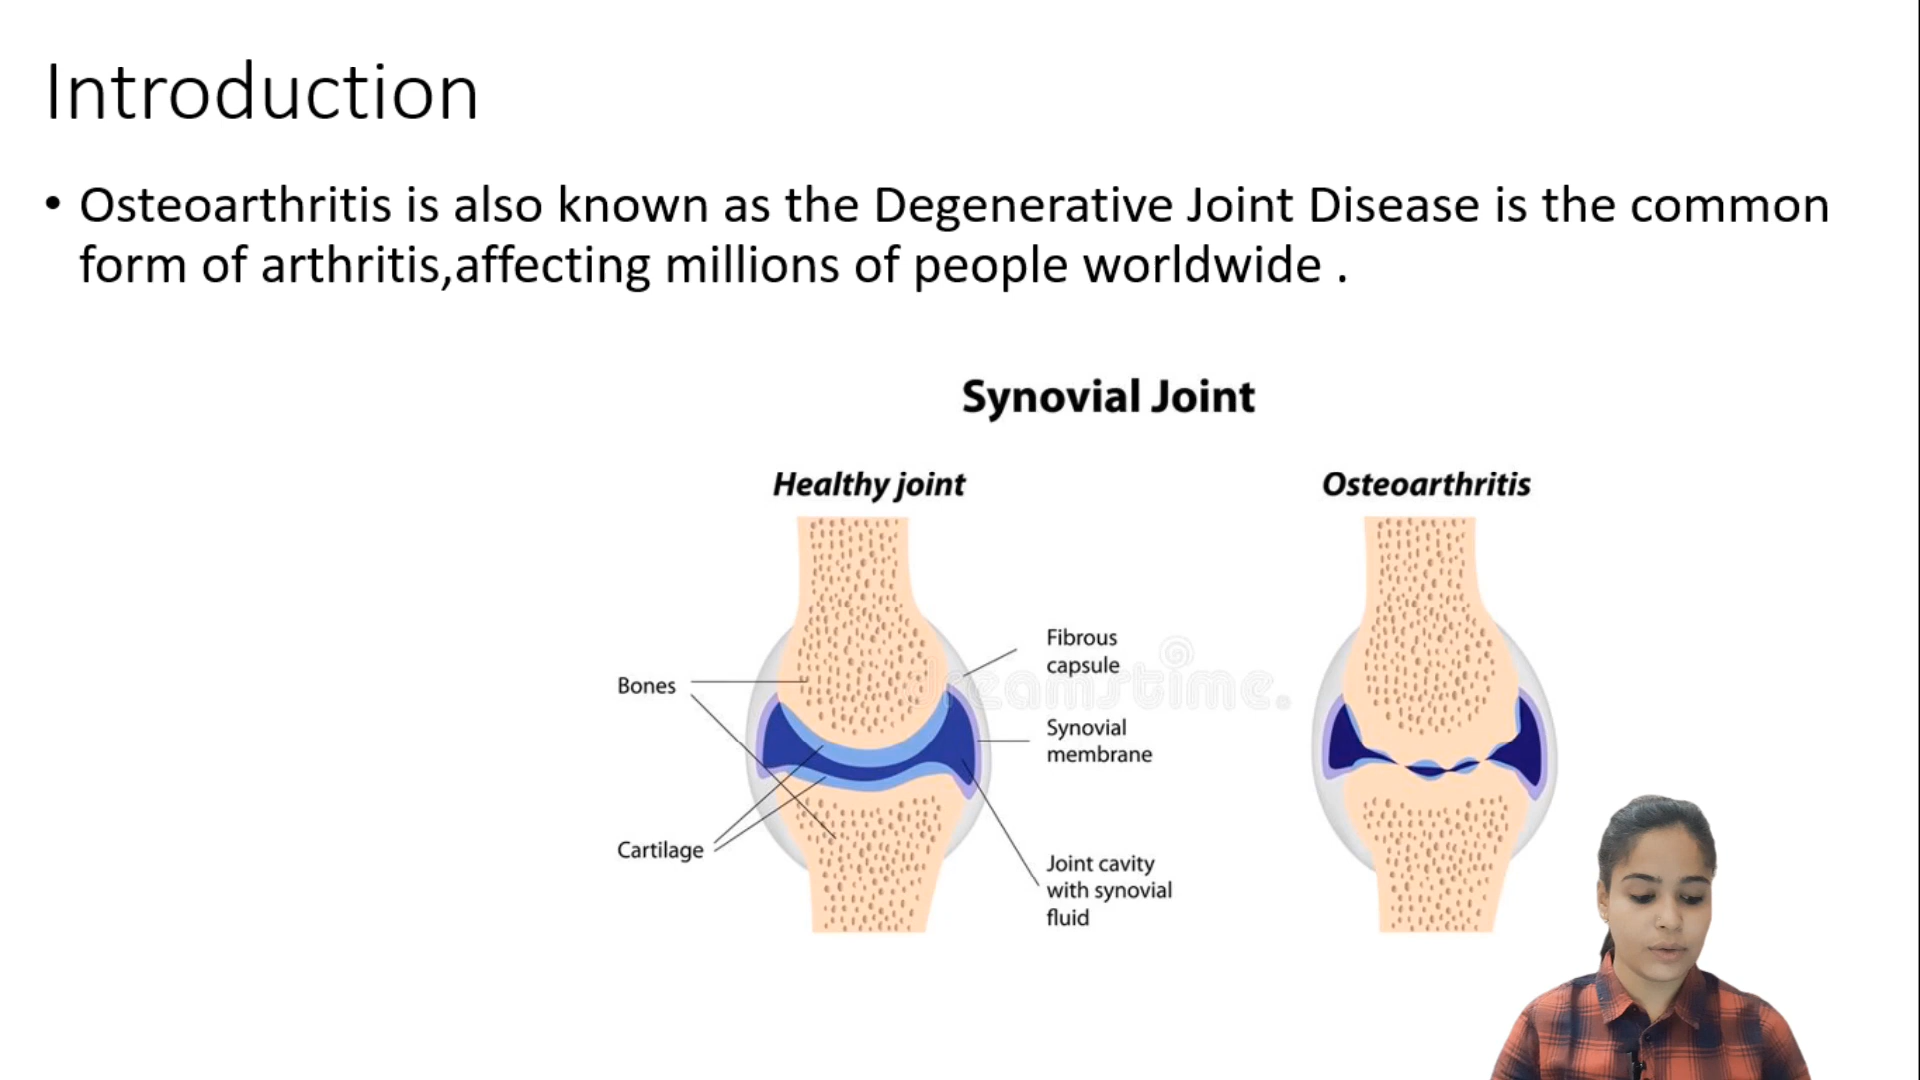 Introduction
• Osteoarthritis is also known as the Degenerative Joint Disease is the common
form of arthritis,affecting millions of people worldwide .
Synovial Joint
Healthy joint
Osteoarthritis
Fibrous
capsule
Bones
dreamstime.
Synovial
membrane
Cartilage
Joint cavity
with synovial
fluid